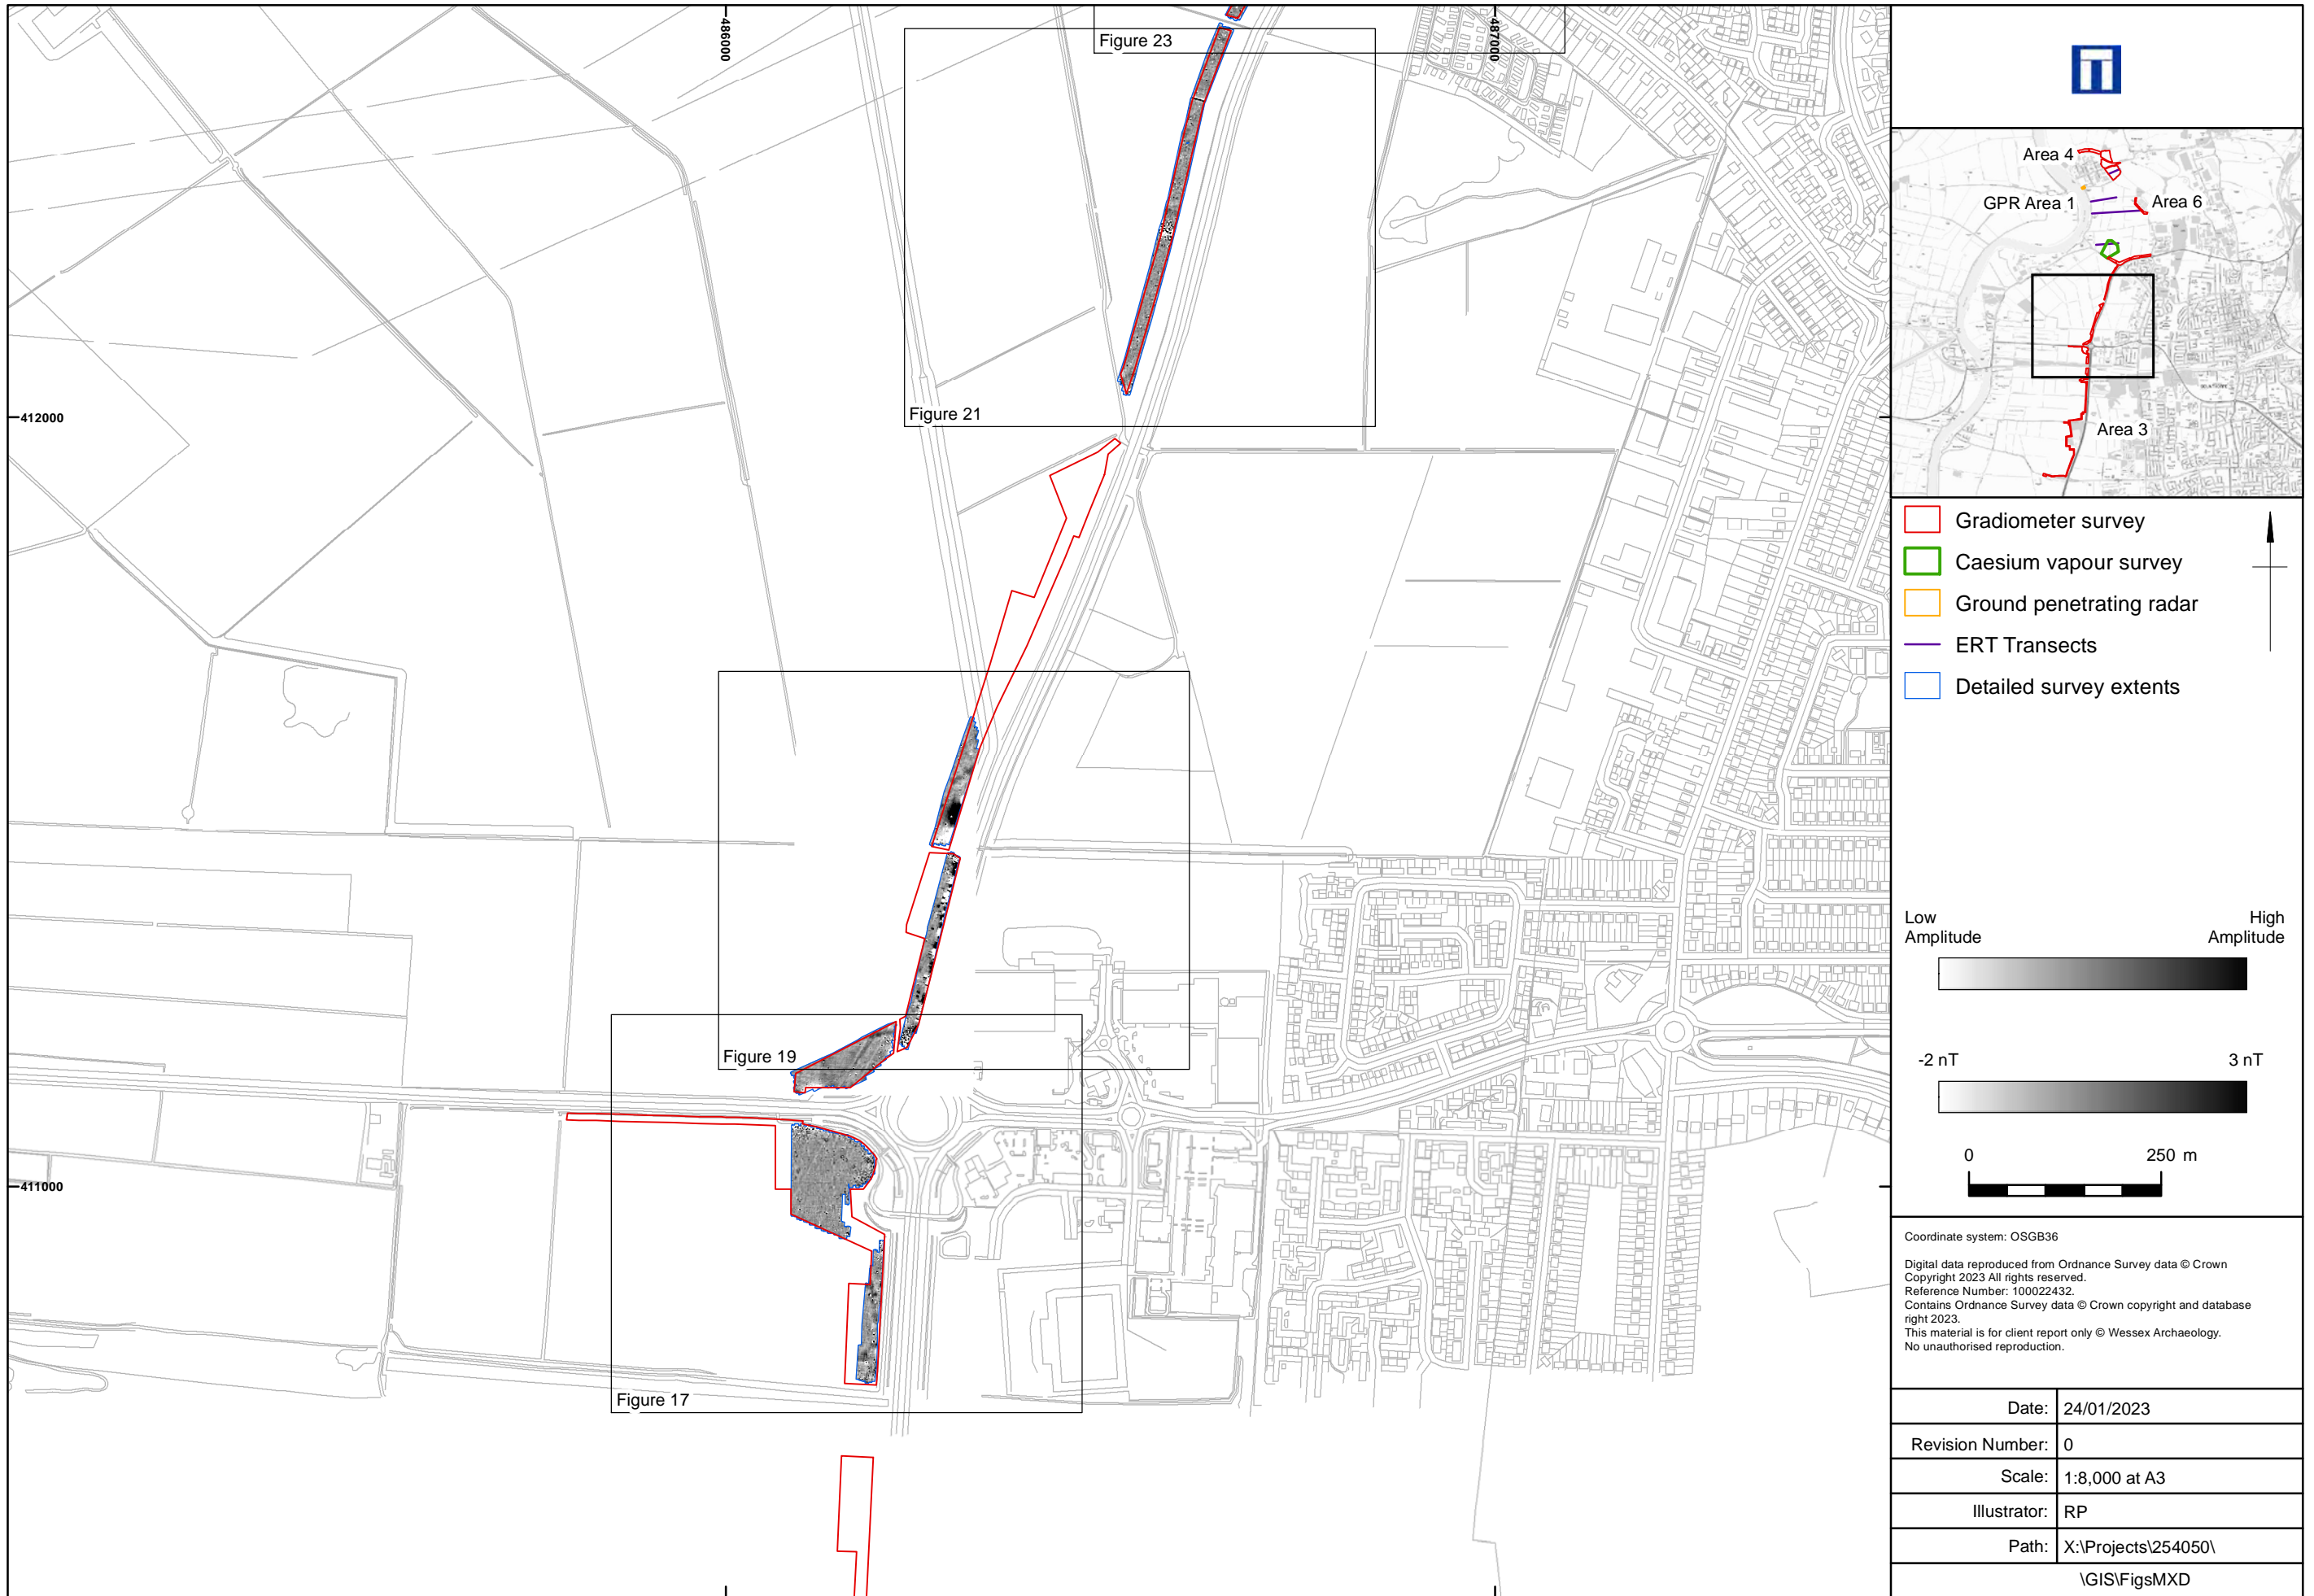 486000
487000
Figure 23
Figure 21
412000
Figure 19
411000
Figure 17
Area 4
GPR Area 1
Area 6
Area 3
Gradiometer survey
Caesium vapour survey
Ground penetrating radar
ERT Transects
Detailed survey extents
Low Amplitude
High Amplitude
-2 nT
3 nT
0
250 m
Coordinate system: OSGB36
Digital data reproduced from Ordnance Survey data © Crown
Copyright 2023 All rights reserved.
Reference Number: 100022432.
Contains Ordnance Survey data © Crown copyright and database
right 2023.
This material is for client report only © Wessex Archaeology.
No unauthorised reproduction.
Date: 24/01/2023
Revision Number: 0
Scale: 1:8,000 at A3
Illustrator: RP
Path: X:\Projects\254050\
\GIS\FigsMXD